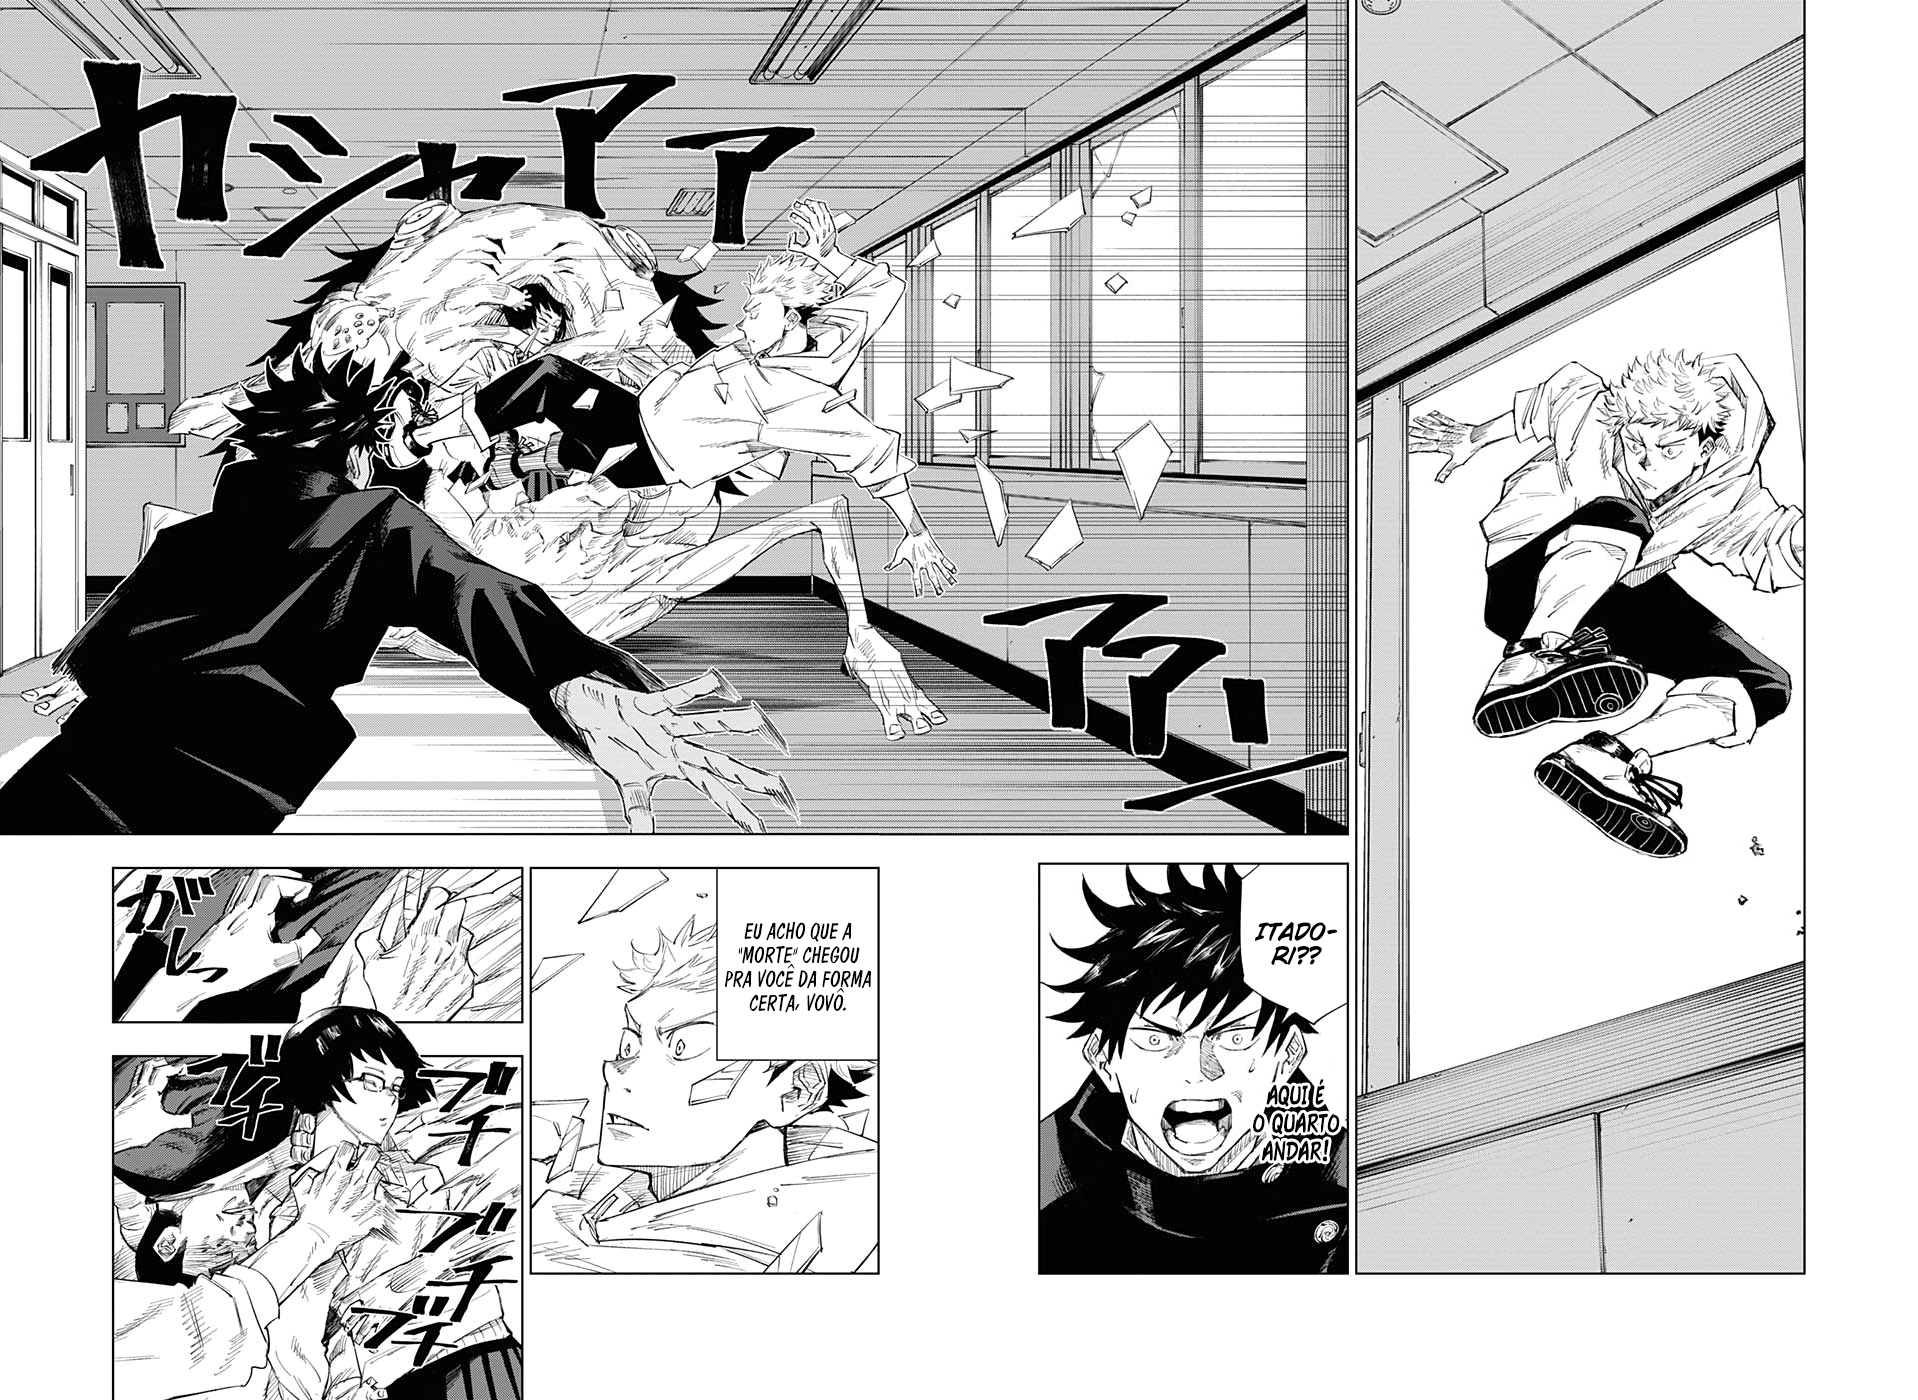 カシャアアアアン
ITADO-
RI??
AQUI É
O QUARTO
ANDAR!
EU ACHO QUE A
"MORTE" CHEGOU
PRA VOCÊ DA FORMA
CERTA, VOVÔ.
がしっ
ブチ
ブチ
ブチ
ブチ